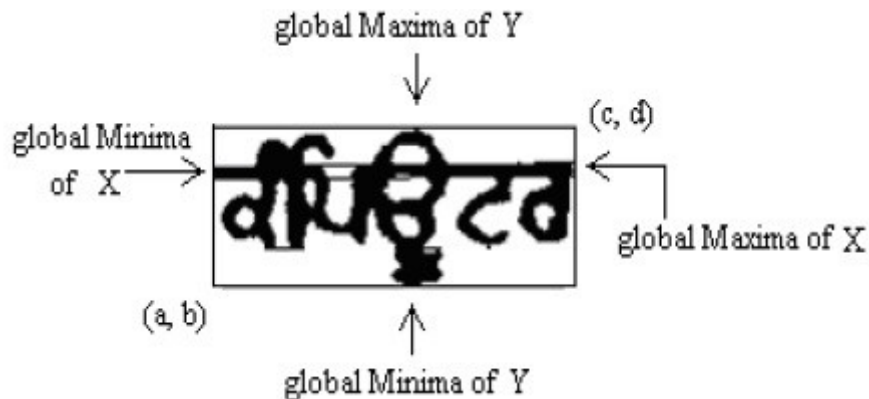 global Maxima of Y
(c, d)
global Minima
of X
ਕੰਪਿਊਟਰ
global Maxima of X
(a, b)
global Minima of Y